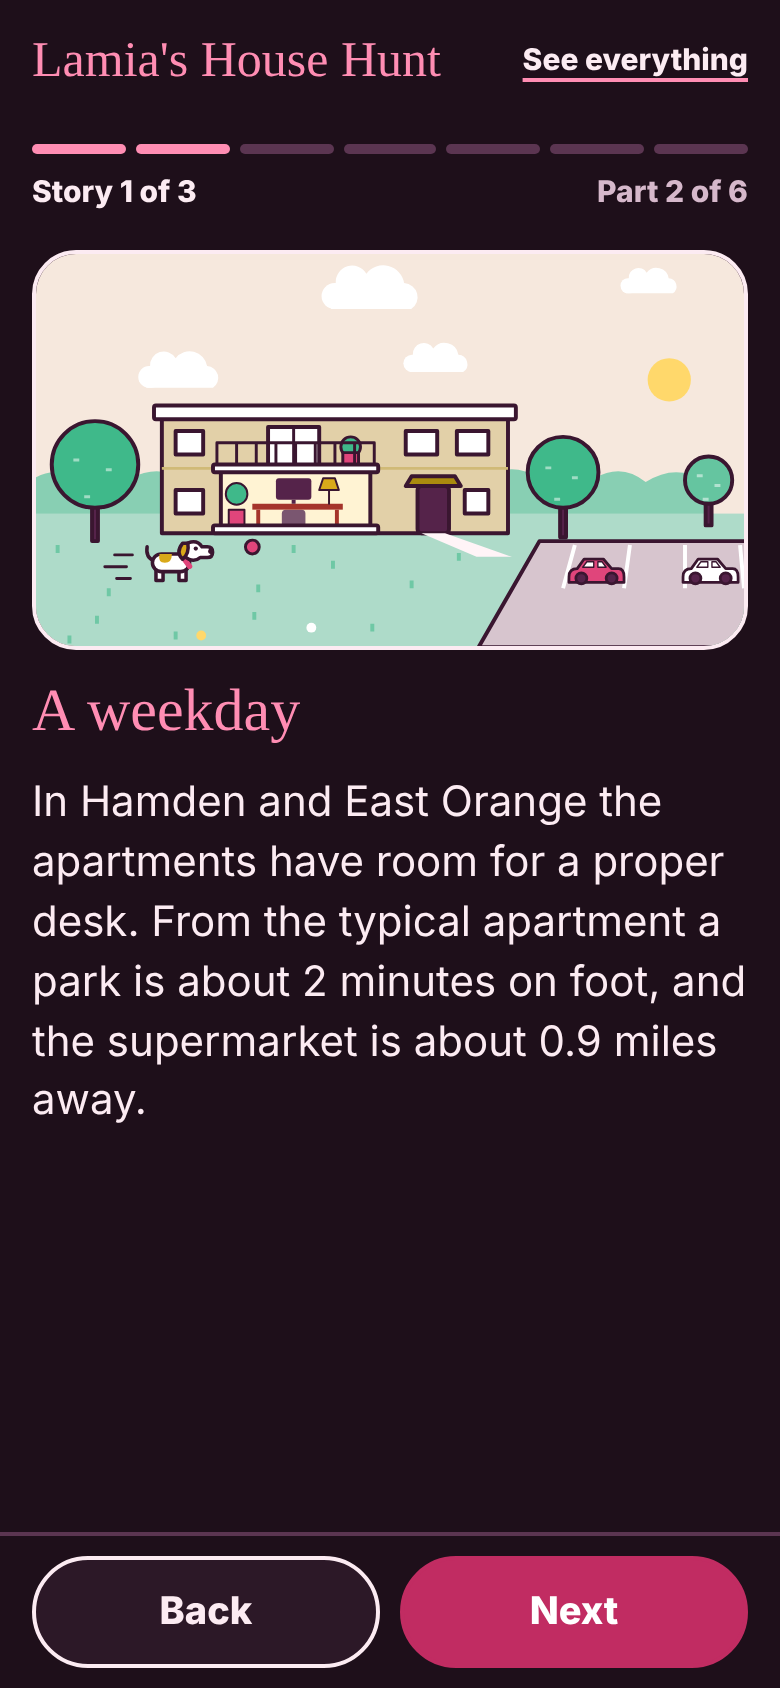 Lamia's House Hunt
See everything
Story 1 of 3
Part 2 of 6
A weekday
In Hamden and East Orange the
apartments have room for a proper
desk. From the typical apartment a
park is about 2 minutes on foot, and
the supermarket is about 0.9 miles
away.
Back
Next